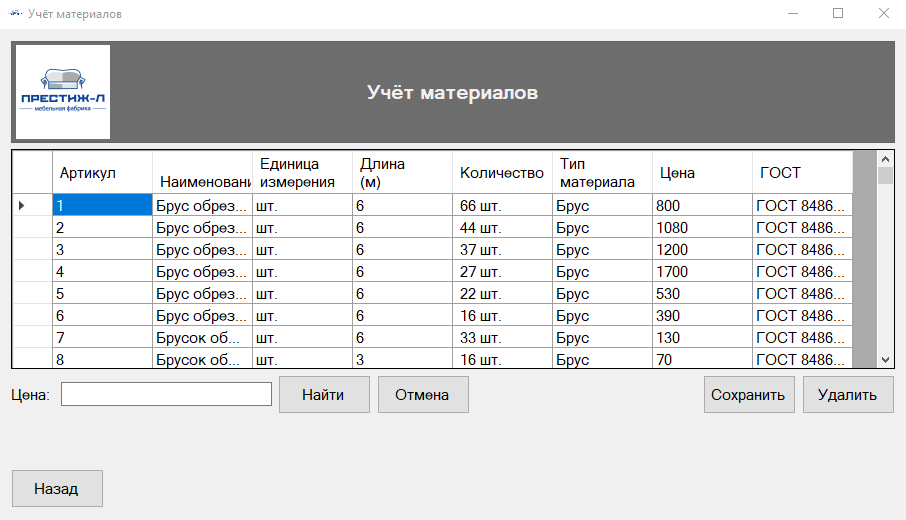 Учёт материалов
ПРЕСТИЖ-Л
мебельная фабрика
Учёт материалов
Артикул Наименовани Единица измерения Длина (м) Количество Тип материала Цена ГОСТ
1 Брус обрез... шт. 6 66 шт. Брус 800 ГОСТ 8486...
2 Брус обрез... шт. 6 44 шт. Брус 1080 ГОСТ 8486...
3 Брус обрез... шт. 6 37 шт. Брус 1200 ГОСТ 8486...
4 Брус обрез... шт. 6 27 шт. Брус 1700 ГОСТ 8486...
5 Брус обрез... шт. 6 22 шт. Брус 530 ГОСТ 8486...
6 Брус обрез... шт. 6 16 шт. Брус 390 ГОСТ 8486...
7 Брусок об... шт. 6 33 шт. Брус 130 ГОСТ 8486...
8 Брусок об... шт. 3 16 шт. Брус 70 ГОСТ 8486...
Цена: Найти Отмена Сохранить Удалить
Назад